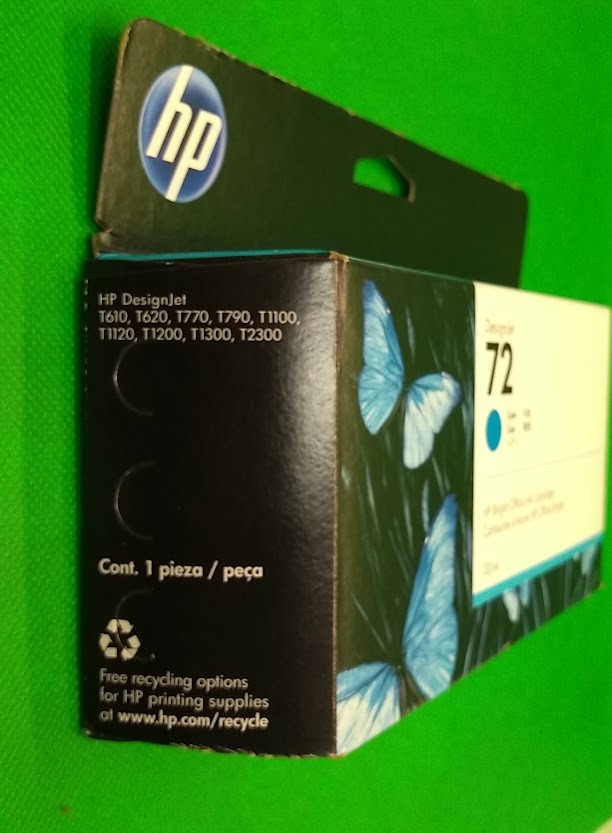 hp
HP DesignJet
T610, T620, T770, T790, T1100,
T1120, T1200, T1300, T2300
Cont. 1 pieza / peça
Free recycling options
for HP printing supplies
at www.hp.com/recycle
DesignJet
72